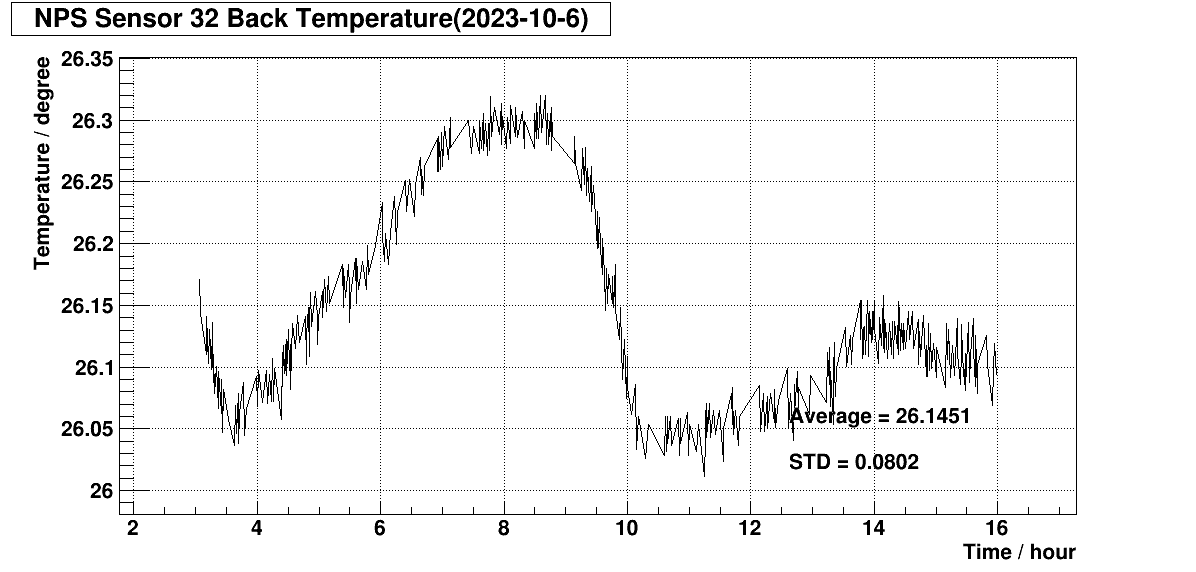 NPS Sensor 32 Back Temperature(2023-10-6)
Temperature / degree
26.35
26.3
26.25
26.2
26.15
26.1
26.05
26
Average = 26.1451
STD = 0.0802
2 4 6 8 10 12 14 16
Time / hour